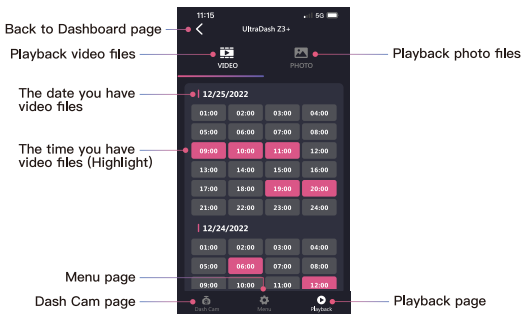 11:15 5G
Back to Dashboard page UltraDash Z3+
Playback video files Playback photo files
VIDEO PHOTO
The date you have
video files
12/25/2022
01:00 02:00 03:00 04:00
05:00 06:00 07:00 08:00
The time you have
video files (Highlight)
09:00 10:00 11:00 12:00
13:00 14:00 15:00 16:00
17:00 18:00 19:00 20:00
21:00 22:00 23:00 24:00
12/24/2022
01:00 02:00 03:00 04:00
05:00 06:00 07:00 08:00
Menu page
09:00 10:00 11:00 12:00
Dash Cam page Playback page
Dash Cam Menu Playback